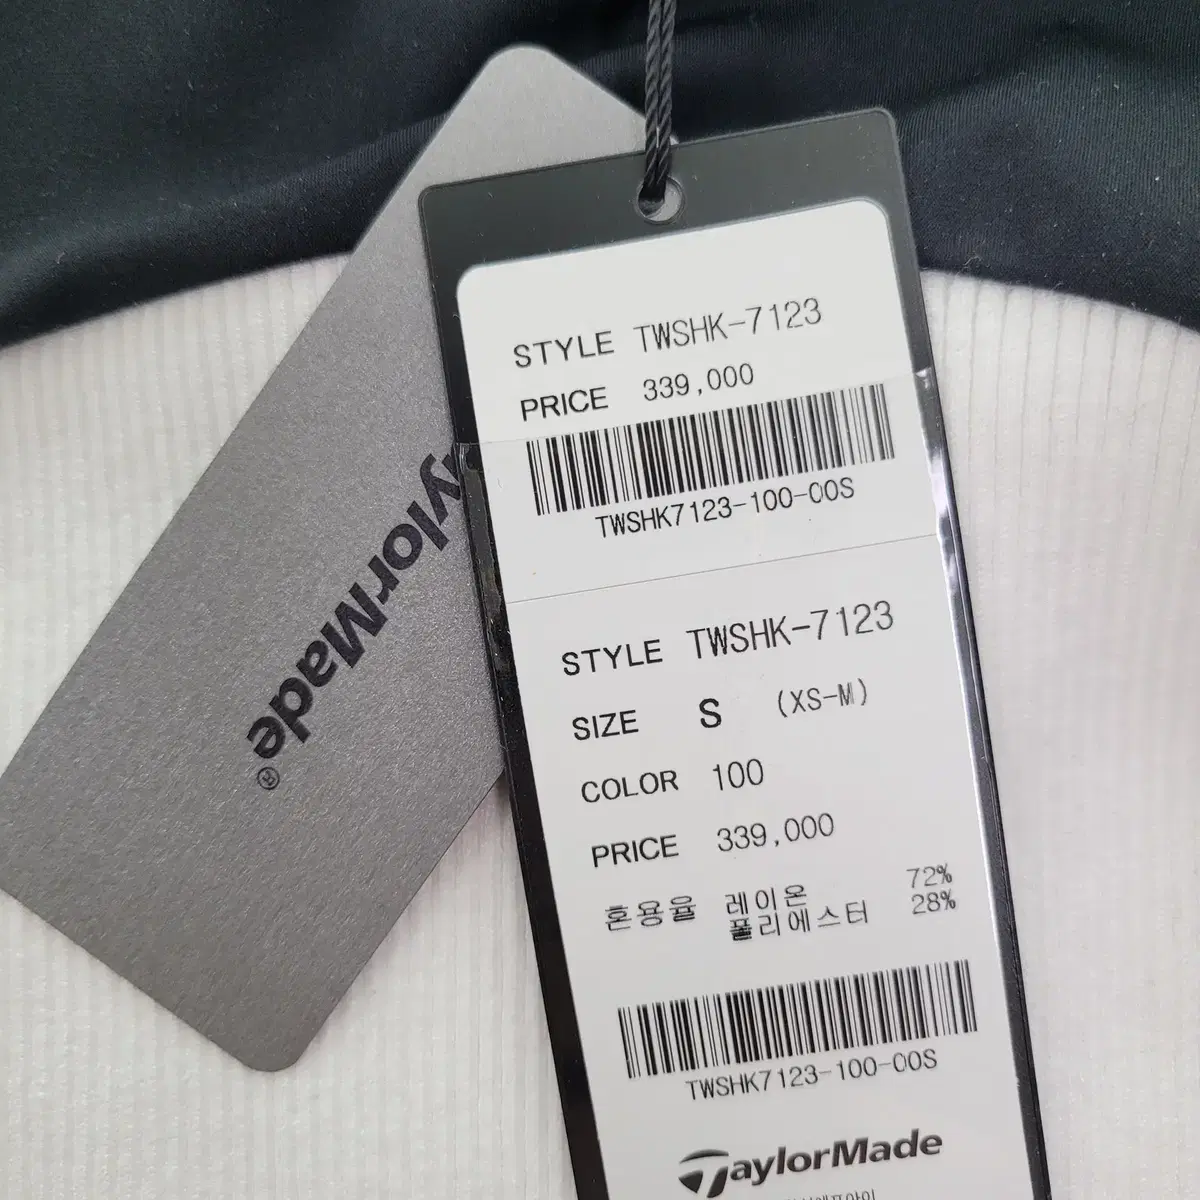 STYLE TWSHK-7123
PRICE 339,000
TWSHK7123-100-00S
STYLE TWSHK-7123
SIZE S (XS-M)
COLOR 100
PRICE 339,000
혼용율 레이온 72%
폴리에스터 28%
TWSHK7123-100-00S
TaylorMade
aylorMade®